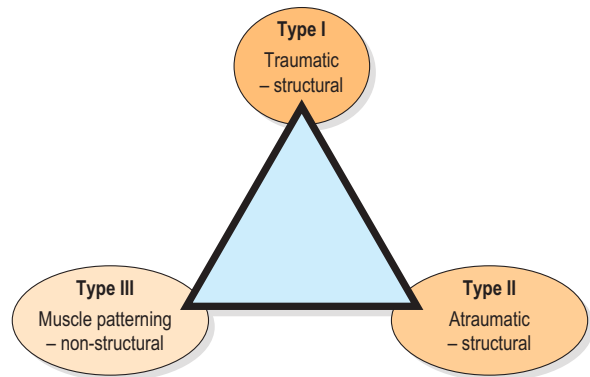 Type I
Traumatic
– structural
Type III
Muscle patterning
– non-structural
Type II
Atraumatic
– structural